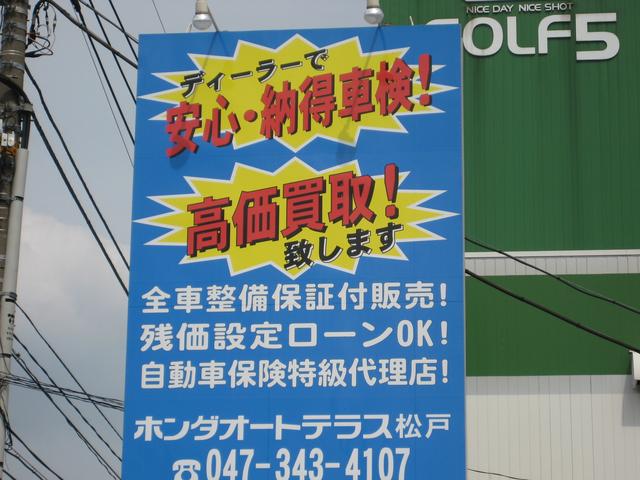 NICE DAY NICE SHOT
GOLF5
ディーラーで
安心・納得車検!
高価買取!
致します
全車整備保証付販売!
残価設定ローンOK!
自動車保険特級代理店!
ホンダオートテラス松戸
☎047-343-4107